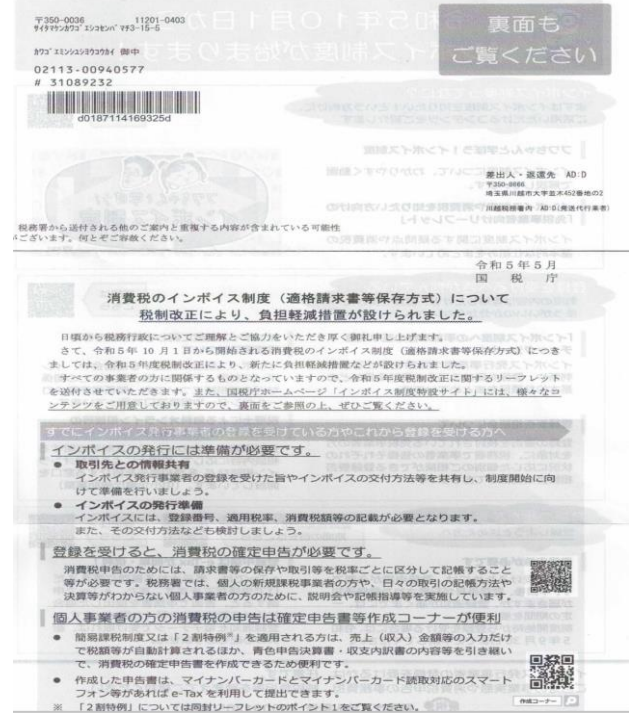 〒350-0036　11201-0403
ｻｲﾀﾏｹﾝｶﾜｺﾞｴｼｺｾﾝﾊﾞﾏﾁ3-15-5
ｶﾜｺﾞｴﾐﾝｼｭｼｮｳｺｳｶｲ 御中
02113-00940577
# 31089232
d0187114169325d
裏面も
ご覧ください
差出人・返還先 AD:D
〒350-8666
埼玉県川越市大字並木452番地の2
川越税務署内 AD:D(発送代行業者)
税務署から送付される他のご案内と重複する内容が含まれている可能性
がございます。何とぞご容赦ください。
令和５年５月
国　税　庁
消費税のインボイス制度（適格請求書等保存方式）について
税制改正により、負担軽減措置が設けられました。
日頃から税務行政についてご理解とご協力をいただき厚く御礼申し上げます。
さて、令和５年 10 月１日から開始される消費税のインボイス制度（適格請求書等保存方式）につき
ましては、令和５年度税制改正により、新たに負担軽減措置などが設けられました。
すべての事業者の方に関係するものとなっていますので、令和５年度税制改正に関するリーフレット
を送付させていただきます。また、国税庁ホームページ「インボイス制度特設サイト」には、様々なコ
ンテンツをご用意しておりますので、裏面をご参照の上、ぜひご覧ください。
すでにインボイス発行事業者の登録を受けている方やこれから登録を受ける方へ
インボイスの発行には準備が必要です。
● 取引先との情報共有
インボイス発行事業者の登録を受けた旨やインボイスの交付方法等を共有し、制度開始に向
けて準備を行いましょう。
● インボイスの発行準備
インボイスには、登録番号、適用税率、消費税額等の記載が必要となります。
また、その交付方法なども検討しましょう。
登録を受けると、消費税の確定申告が必要です。
消費税申告のためには、請求書等の保存や取引等を税率ごとに区分して記帳すること
等が必要です。税務署では、個人の新規課税事業者の方や、日々の取引の記帳方法や
決算等がわからない個人事業者の方のために、説明会や記帳指導等を実施しています。
個人事業者の方の消費税の申告は確定申告書等作成コーナーが便利
● 簡易課税制度又は「２割特例※」を適用される方は、売上（収入）金額等の入力だけ
で税額等が自動計算されるほか、青色申告決算書・収支内訳書の内容等を引き継い
で、消費税の確定申告書を作成できるため便利です。
● 作成した申告書は、マイナンバーカードとマイナンバーカード読取対応のスマート
フォン等があれば e-Tax を利用して提出できます。
※ 「２割特例」については同封リーフレットのポイント１をご覧ください。
作成コーナー